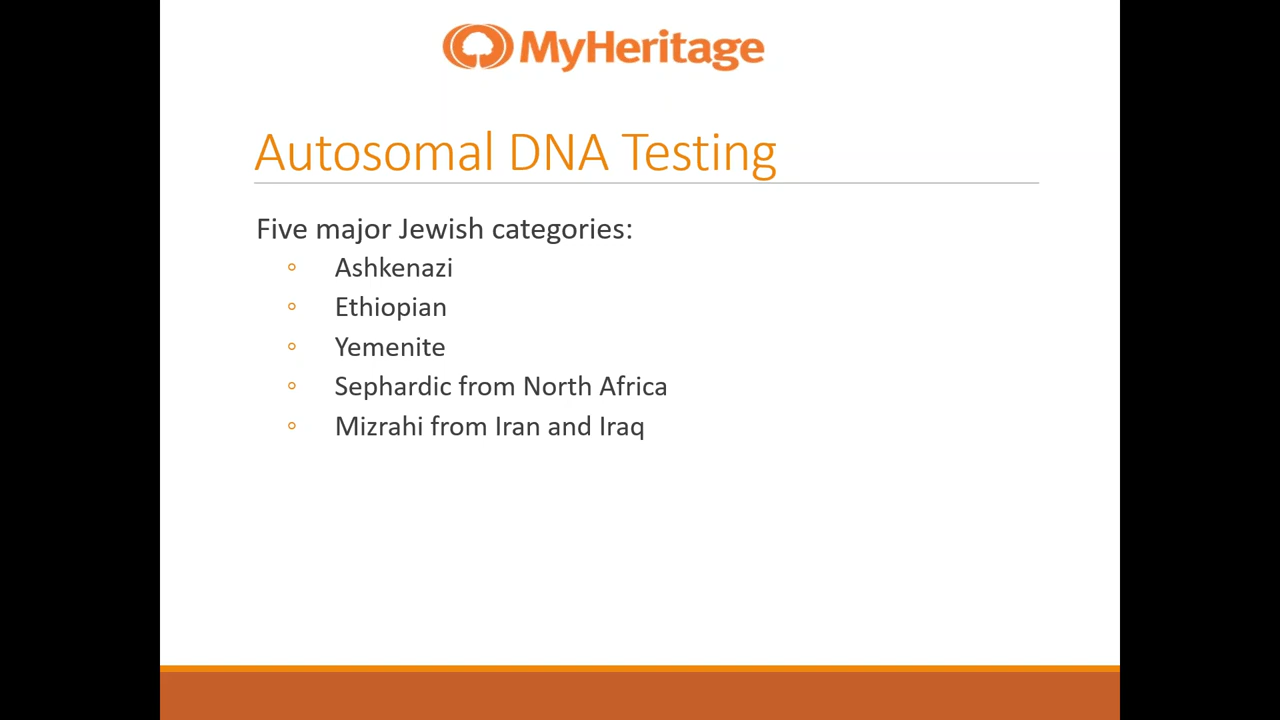 MyHeritage
Autosomal DNA Testing
Five major Jewish categories:
Ashkenazi
Ethiopian
Yemenite
Sephardic from North Africa
Mizrahi from Iran and Iraq